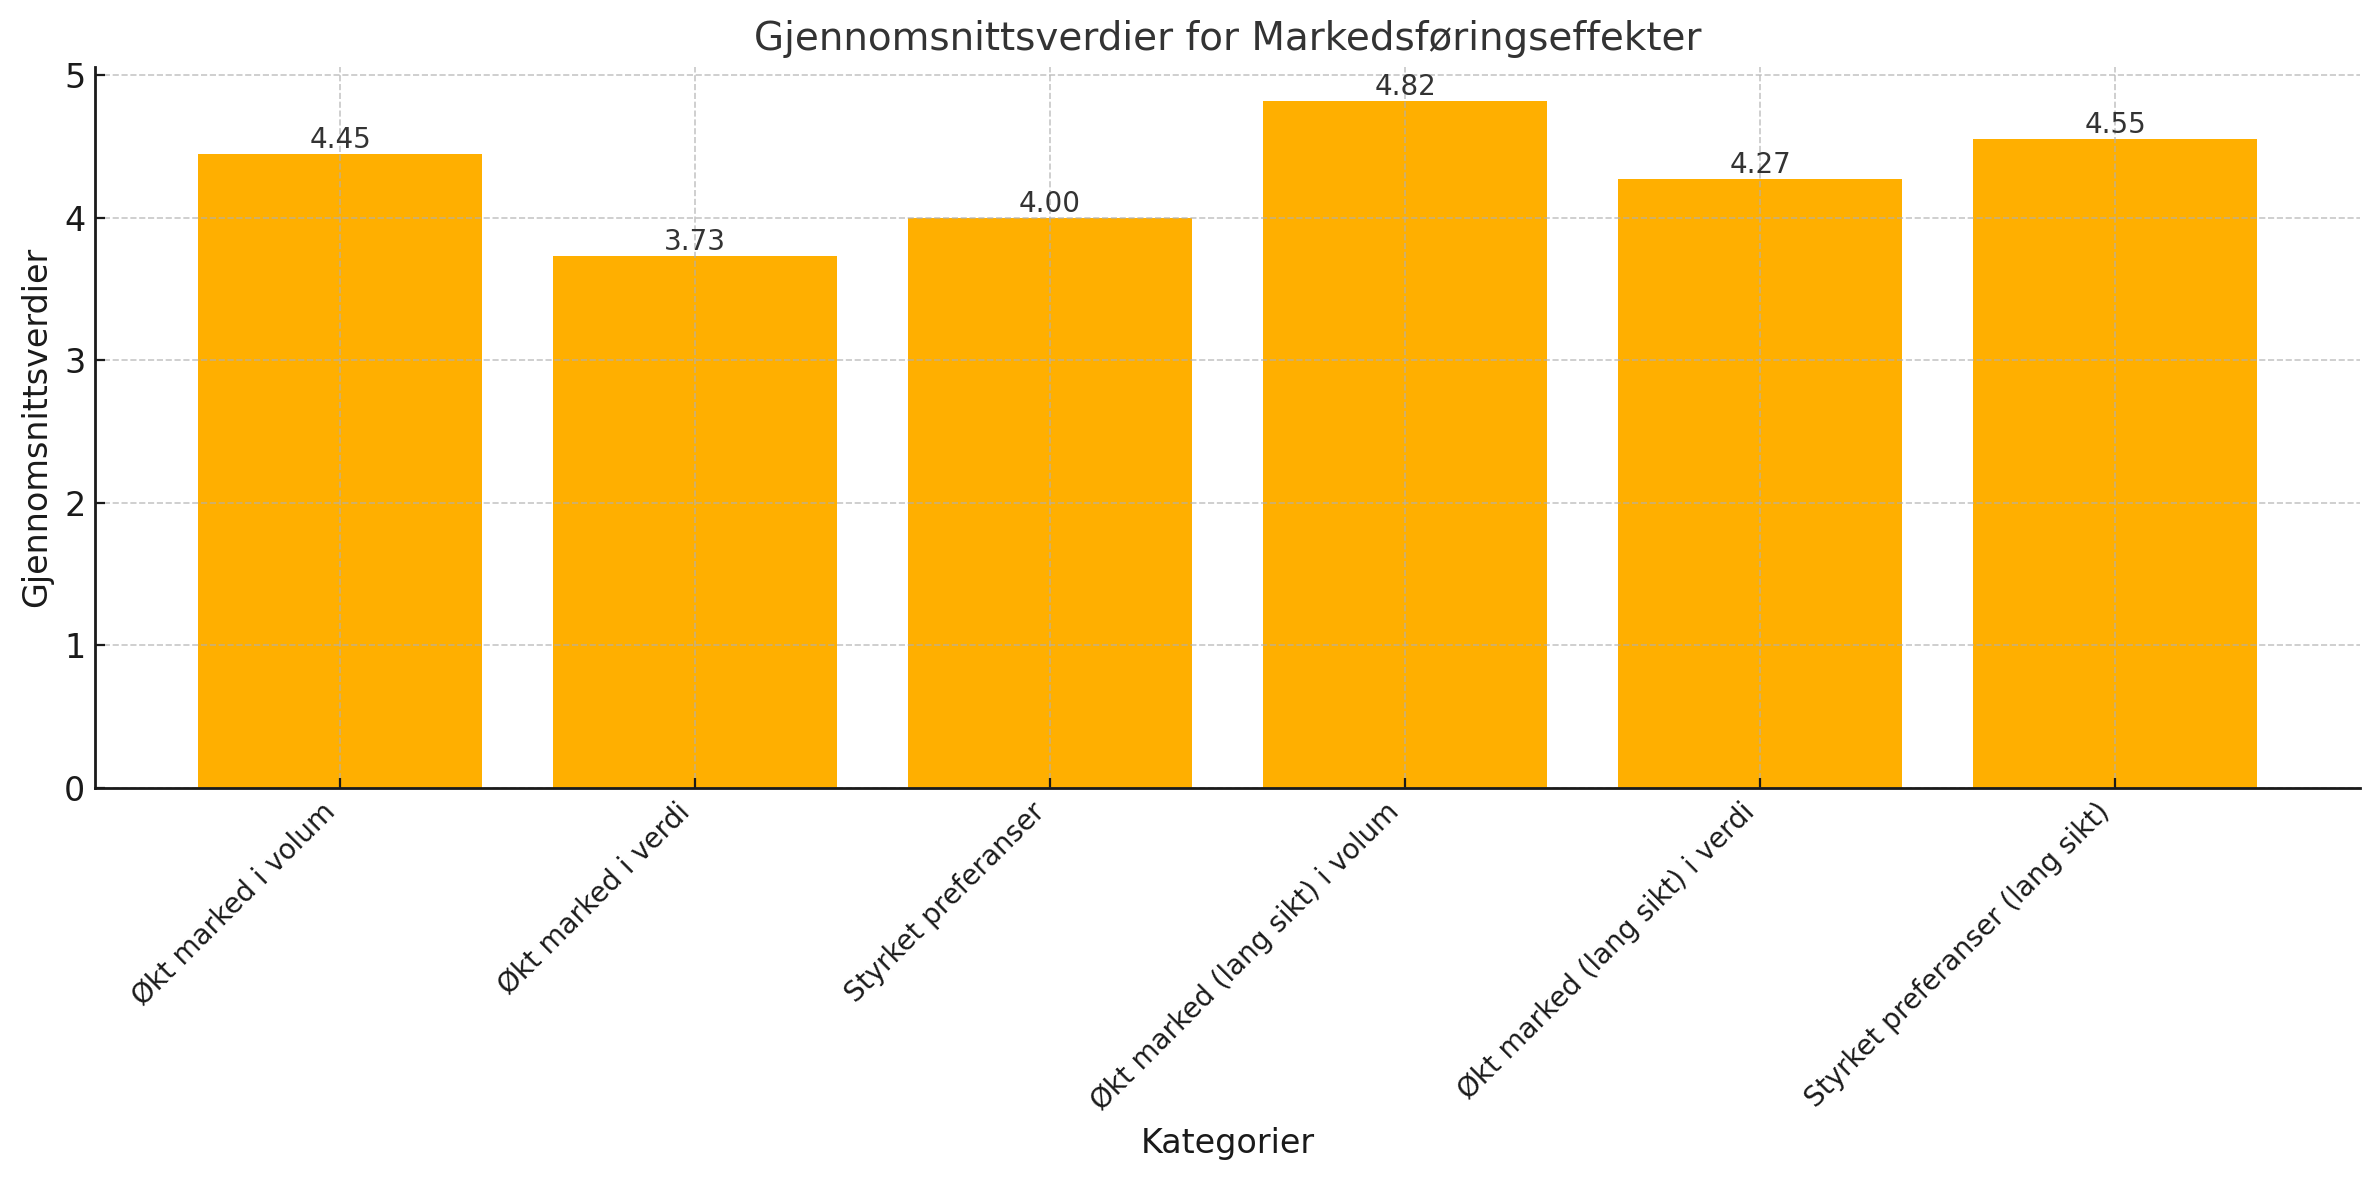 Gjennomsnittsverdier for Markedsføringseffekter
Gjennomsnittsverdier
5
4
3
2
1
0
4.45
3.73
4.00
4.82
4.27
4.55
Økt marked i volum
Økt marked i verdi
Styrket preferanser
Økt marked (lang sikt) i volum
Økt marked (lang sikt) i verdi
Styrket preferanser (lang sikt)
Kategorier